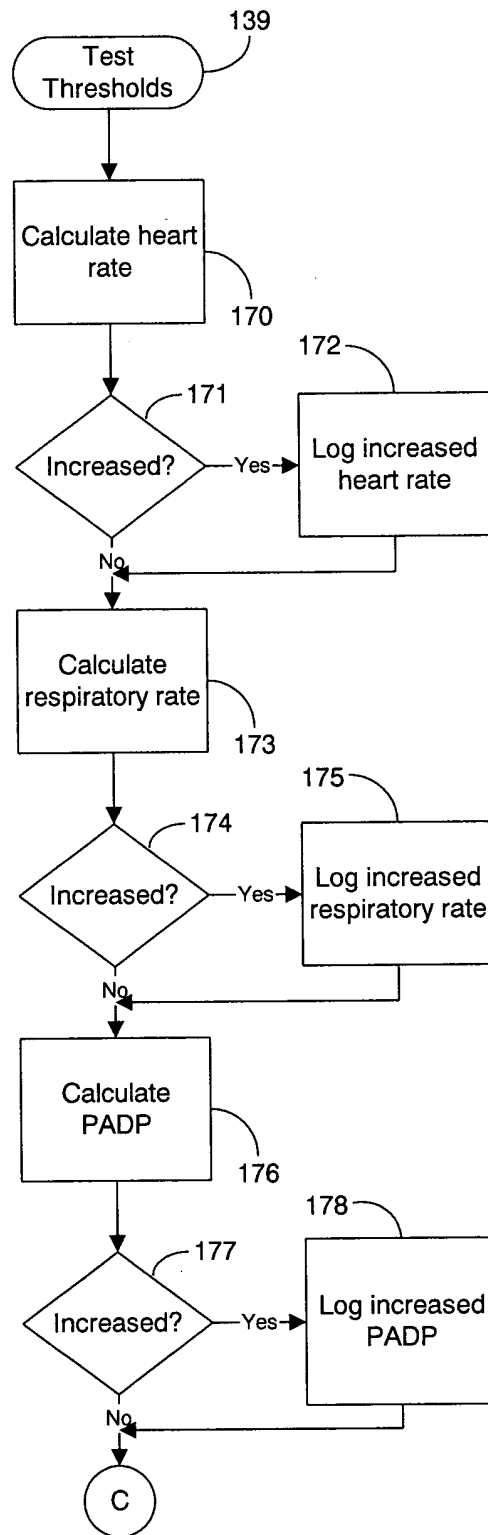 139
Test
Thresholds
Calculate heart
rate
170
172
171
Increased?
Yes
Log increased
heart rate
No
Calculate
respiratory rate
173
175
174
Increased?
Yes
Log increased
respiratory rate
No
Calculate
PADP
176
178
177
Increased?
Yes
Log increased
PADP
No
C